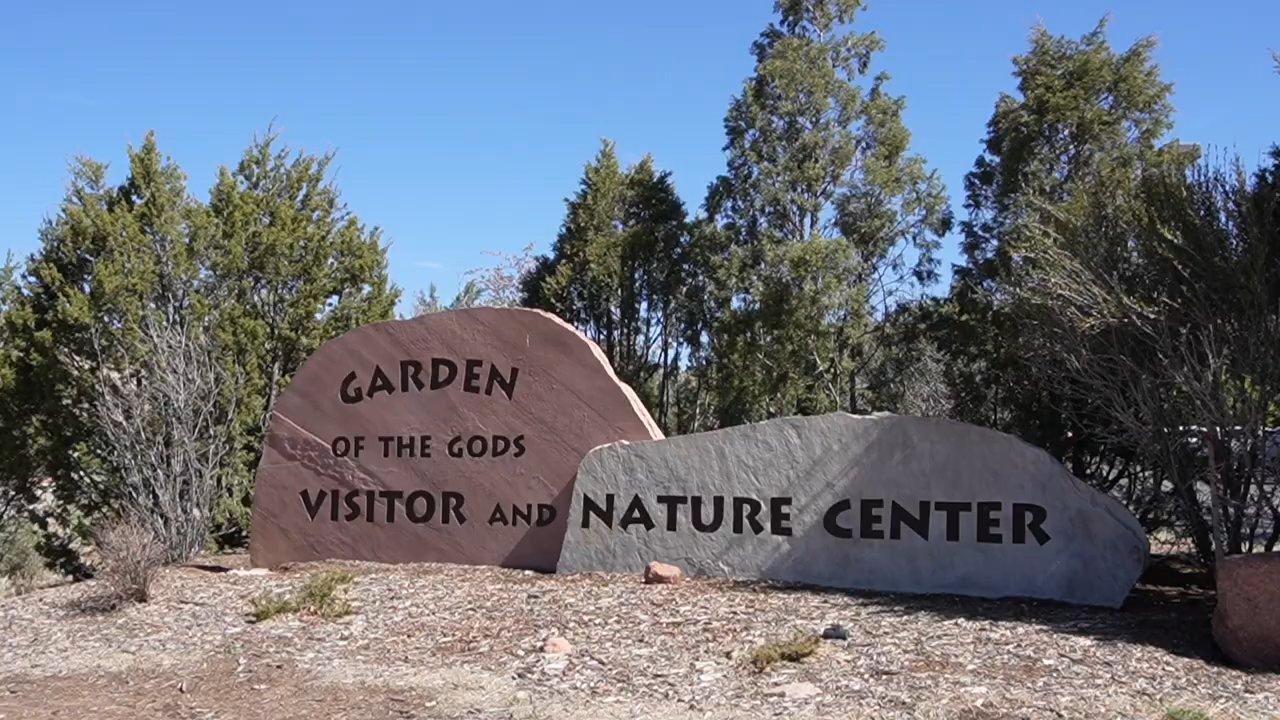 GARDEN
OF THE GODS
VISITOR AND NATURE CENTER